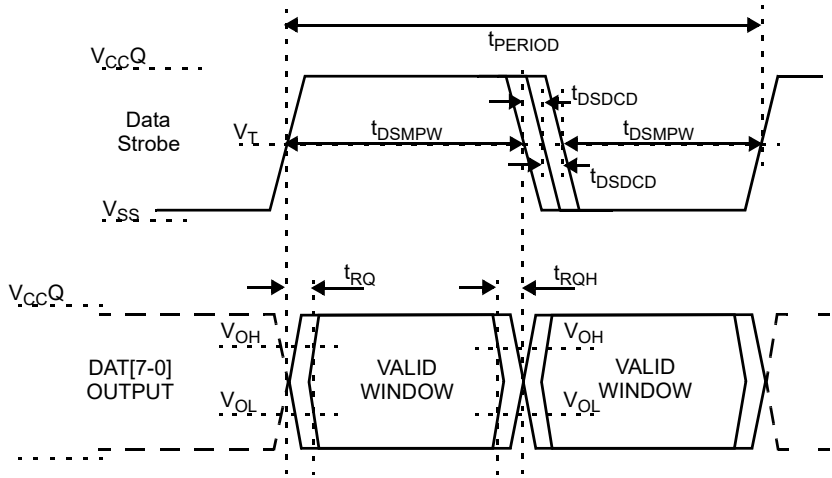 tPERIOD
VCCQ
tDSDCD
Data
Strobe
VT
tDSMPW
tDSMPW
tDSDCD
VSS
tRQ
tRQH
VCCQ
VOH
VOH
DAT[7-0]
OUTPUT
VALID
WINDOW
VALID
WINDOW
VOL
VOL